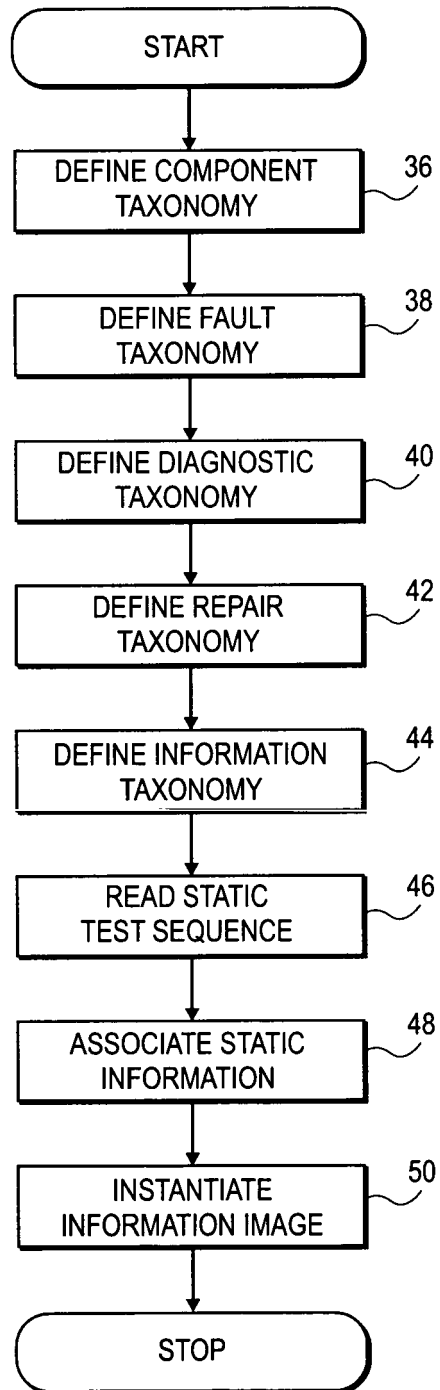 START
DEFINE COMPONENT
TAXONOMY
36
DEFINE FAULT
TAXONOMY
38
DEFINE DIAGNOSTIC
TAXONOMY
40
DEFINE REPAIR
TAXONOMY
42
DEFINE INFORMATION
TAXONOMY
44
READ STATIC
TEST SEQUENCE
46
ASSOCIATE STATIC
INFORMATION
48
INSTANTIATE
INFORMATION IMAGE
50
STOP